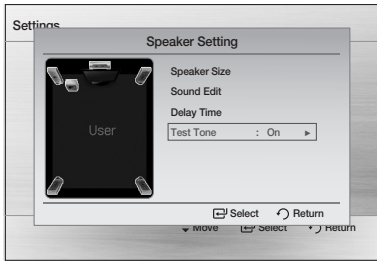 Settings
Speaker Setting
Speaker Size
Sound Edit
Delay Time
User
Test Tone : On ►
Select Return
Move Select Return